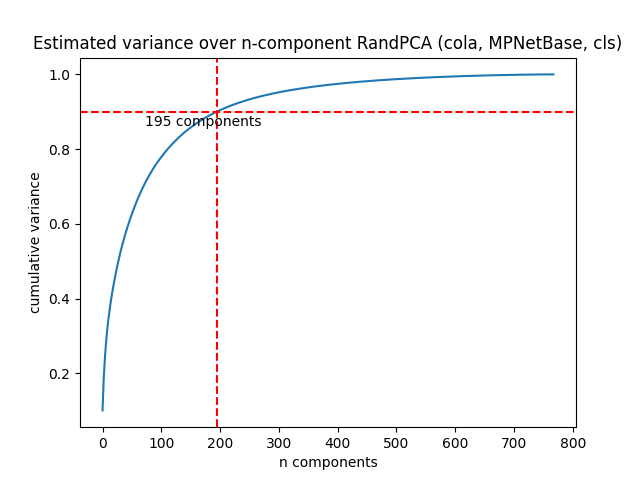 Estimated variance over n-component RandPCA (cola, MPNetBase, cls)
cumulative variance
1.0
0.8
0.6
0.4
0.2
195 components
0 100 200 300 400 500 600 700 800
n components